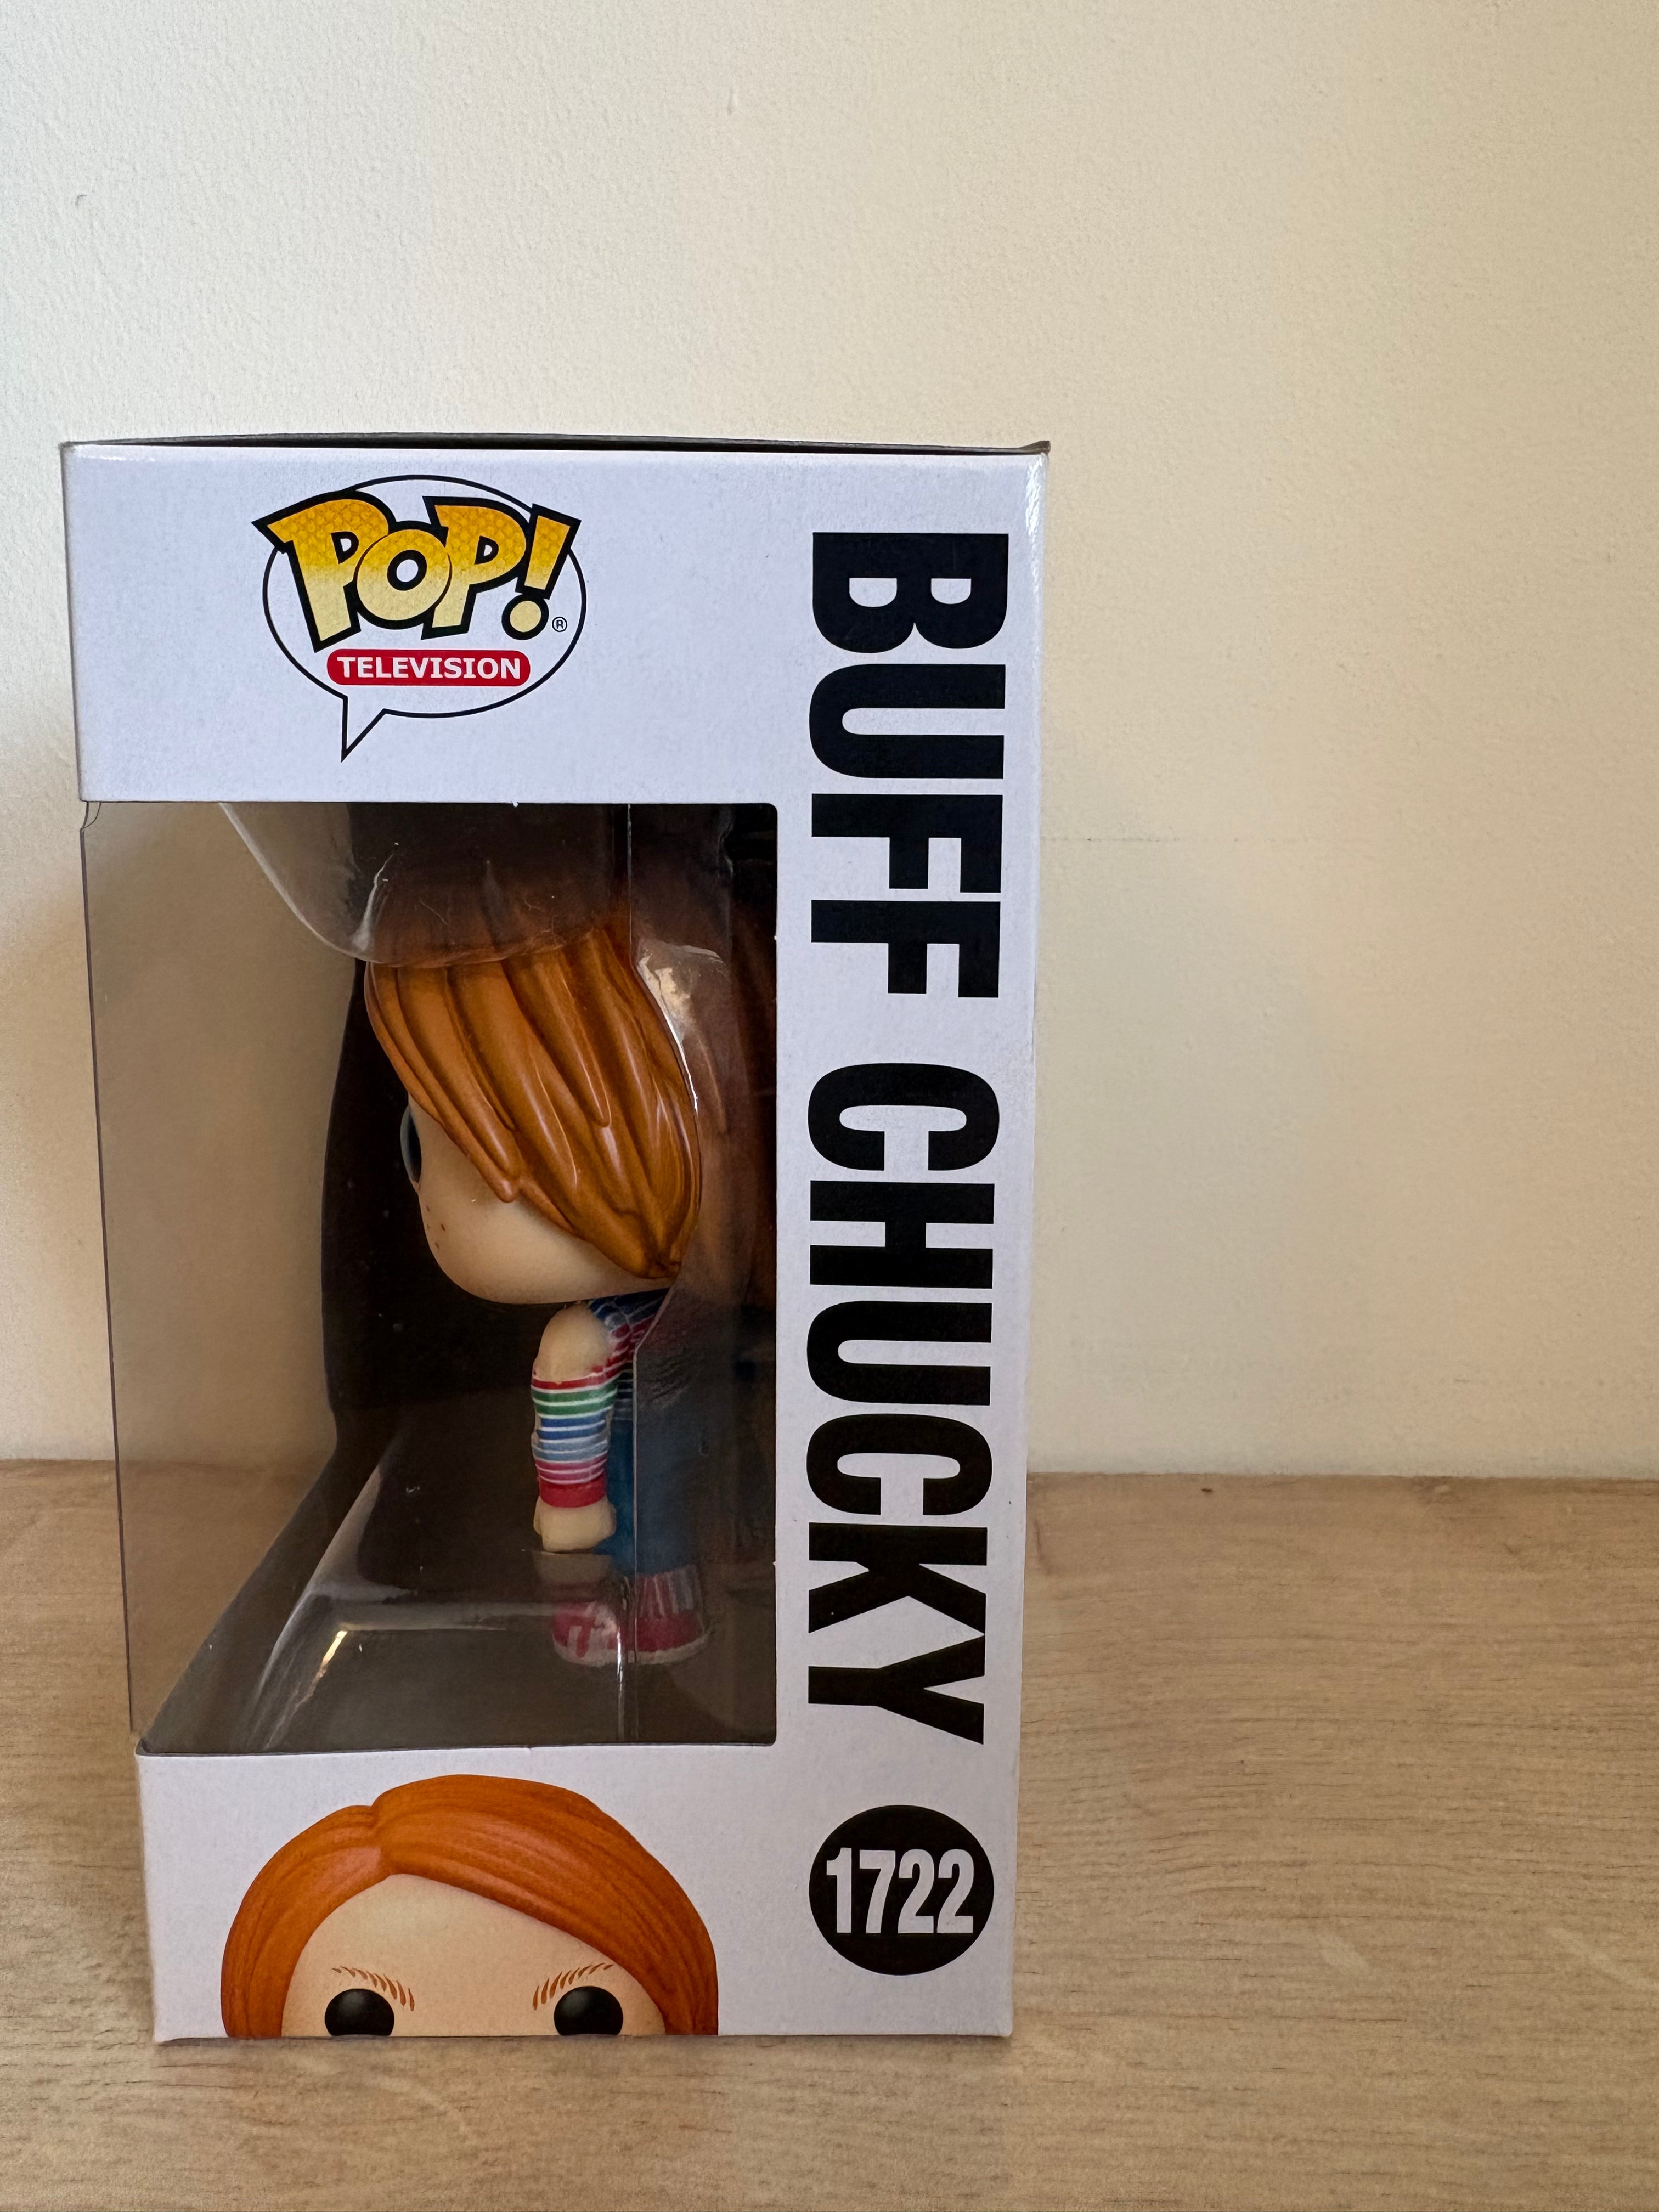 POP!®
TELEVISION
BUFF CHUCKY
1722